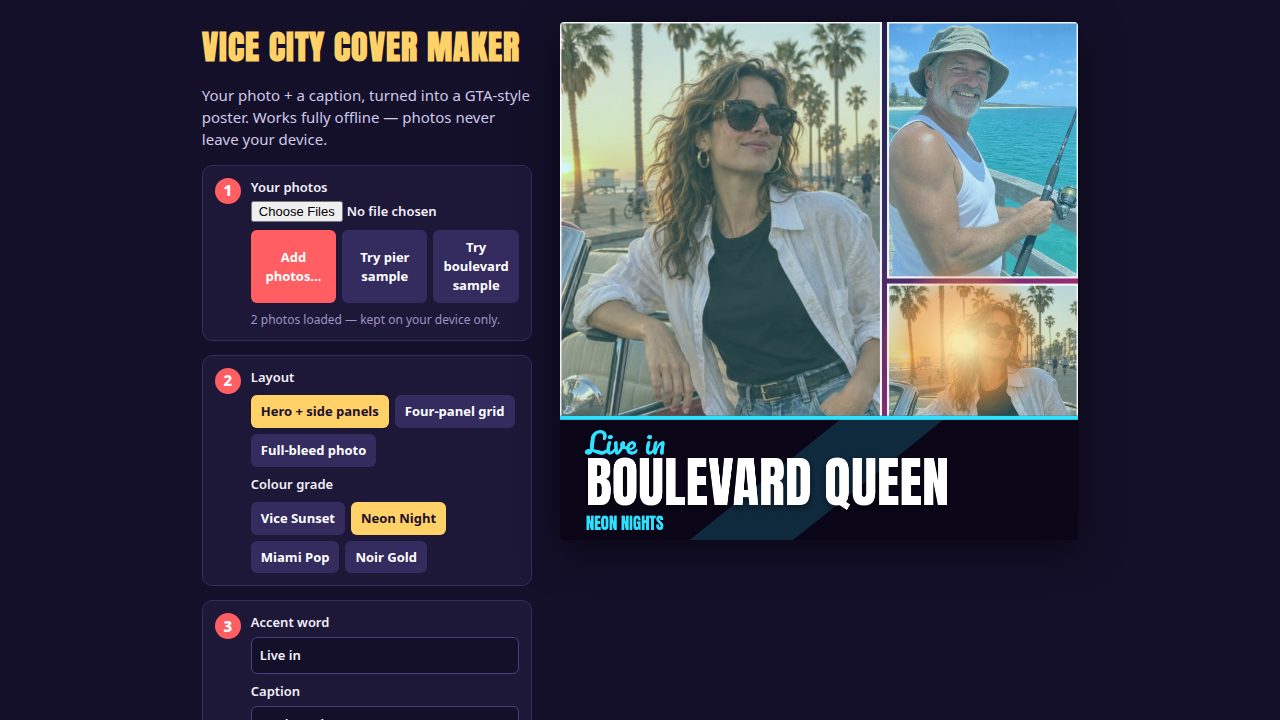 VICE CITY COVER MAKER
Your photo + a caption, turned into a GTA-style
poster. Works fully offline — photos never
leave your device.
1
Your photos
Choose Files No file chosen
Add
photos...
Try pier
sample
Try
boulevard
sample
2 photos loaded — kept on your device only.
2
Layout
Hero + side panels
Four-panel grid
Full-bleed photo
Colour grade
Vice Sunset
Neon Night
Miami Pop
Noir Gold
3
Accent word
Live in
Caption
Live in
BOULEVARD QUEEN
NEON NIGHTS